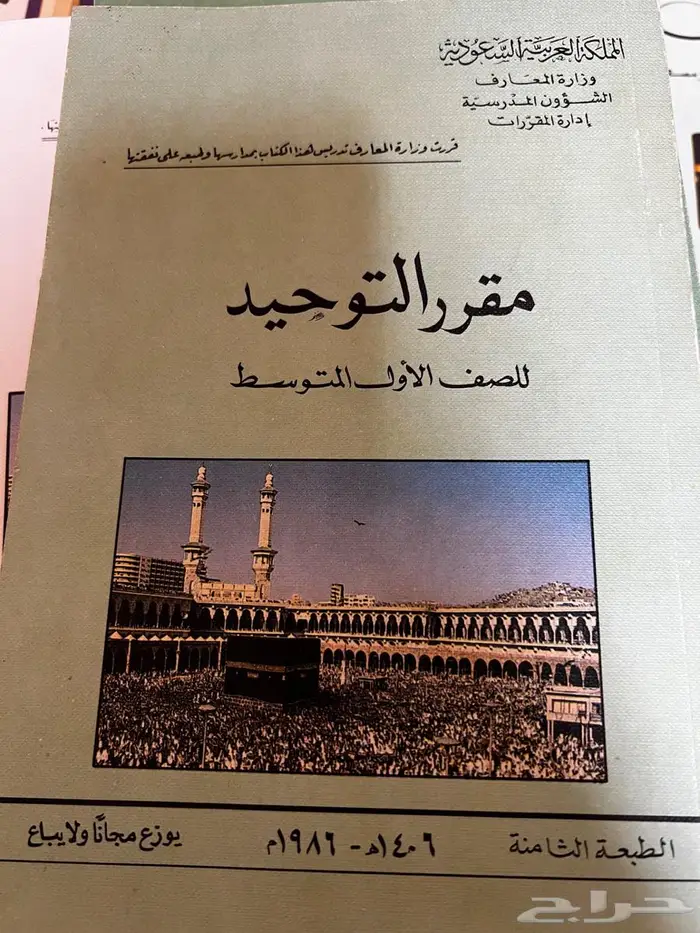 المملكة العربية السعودية
وزارة المعارف
الشؤون المدرسية
إدارة المقررات
قررت وزارة المعارف تدريس هذا الكتاب بمدارسها وطبعه على نفقتها
مقرر التوحيد
للصف الأول المتوسط
الطبعة الثامنة ١٤٠٦هـ - ١٩٨٦م يوزع مجانًا ولا يباع
حراج